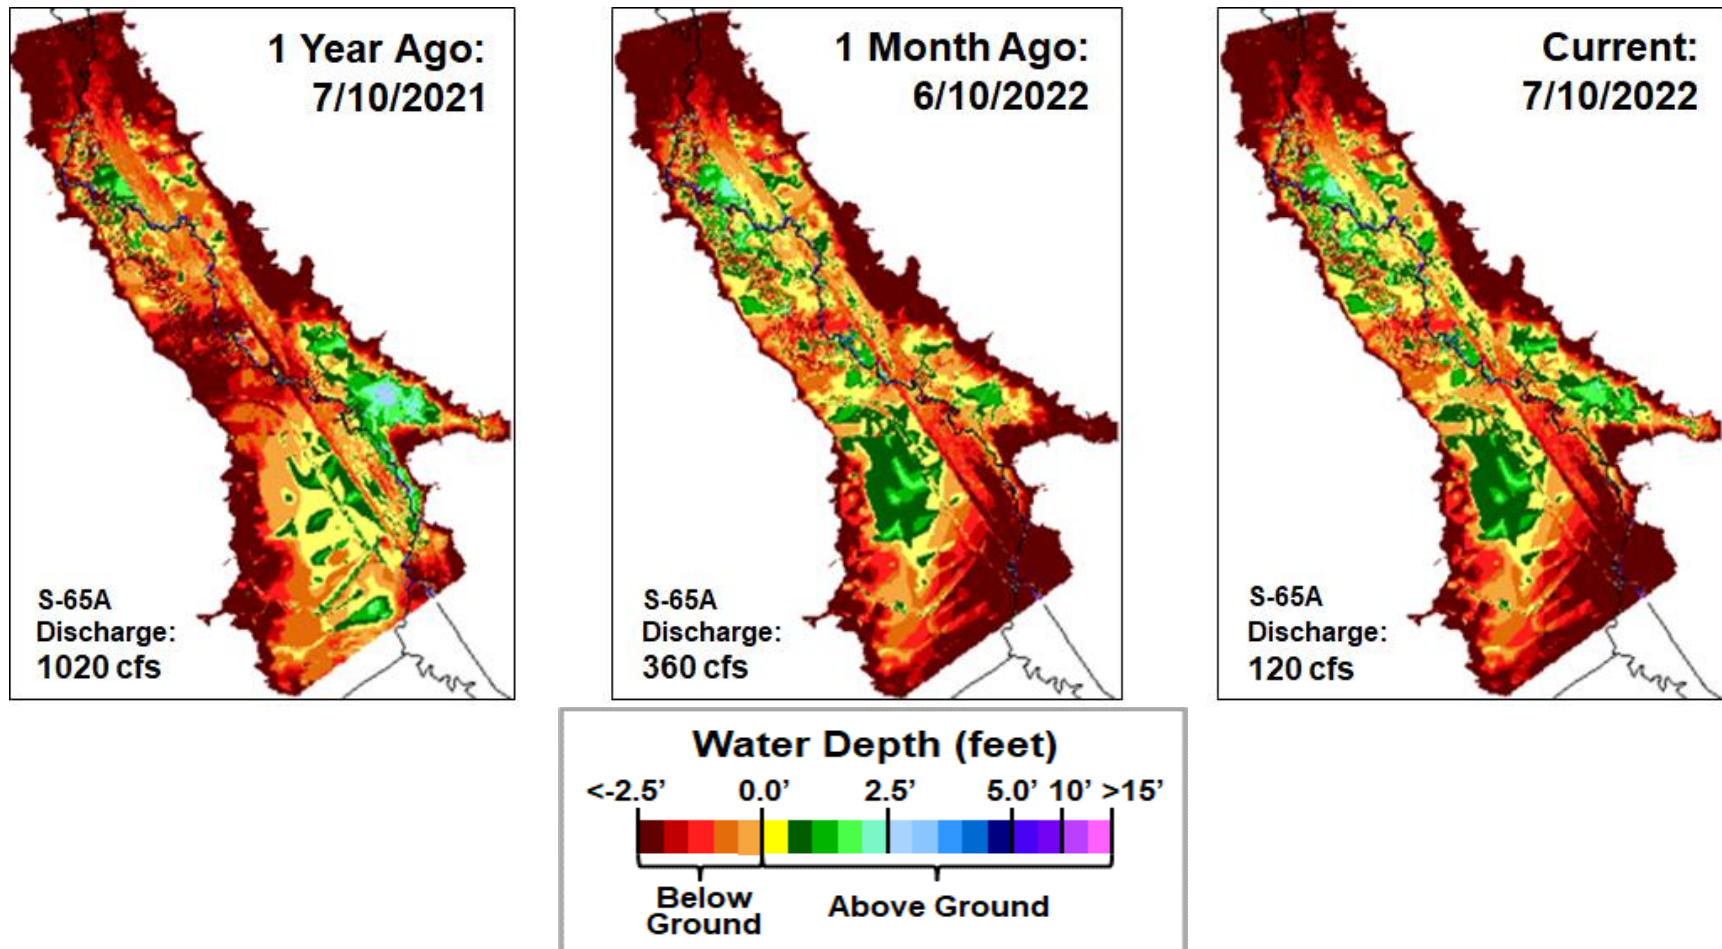 1 Year Ago:
7/10/2021
S-65A
Discharge:
1020 cfs
1 Month Ago:
6/10/2022
S-65A
Discharge:
360 cfs
Current:
7/10/2022
S-65A
Discharge:
120 cfs
Water Depth (feet)
<-2.5’ 0.0’ 2.5’ 5.0’ 10’ >15’
Below
Ground
Above Ground